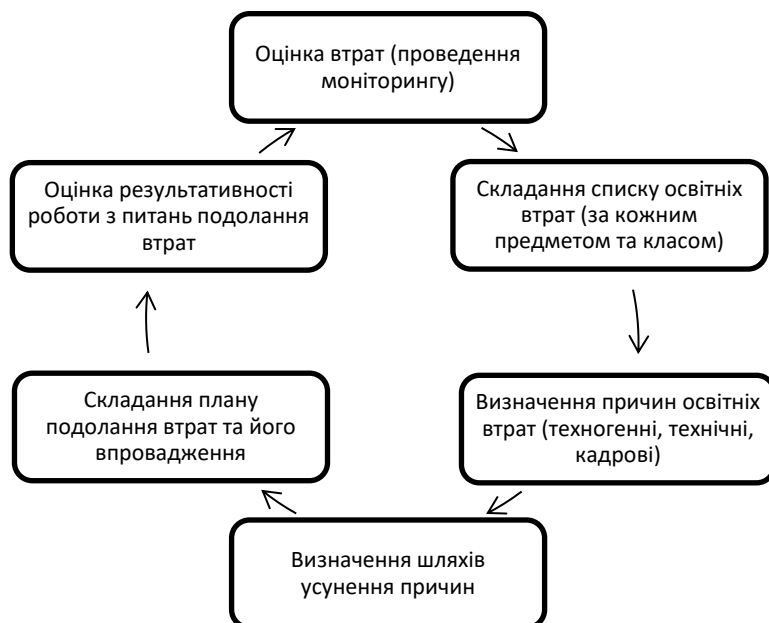 Оцінка втрат (проведення
моніторингу)
Складання списку освітніх
втрат (за кожним
предметом та класом)
Визначення причин освітніх
втрат (техногенні, технічні,
кадрові)
Визначення шляхів
усунення причин
Складання плану
подолання втрат та його
впровадження
Оцінка результативності
роботи з питань подолання
втрат